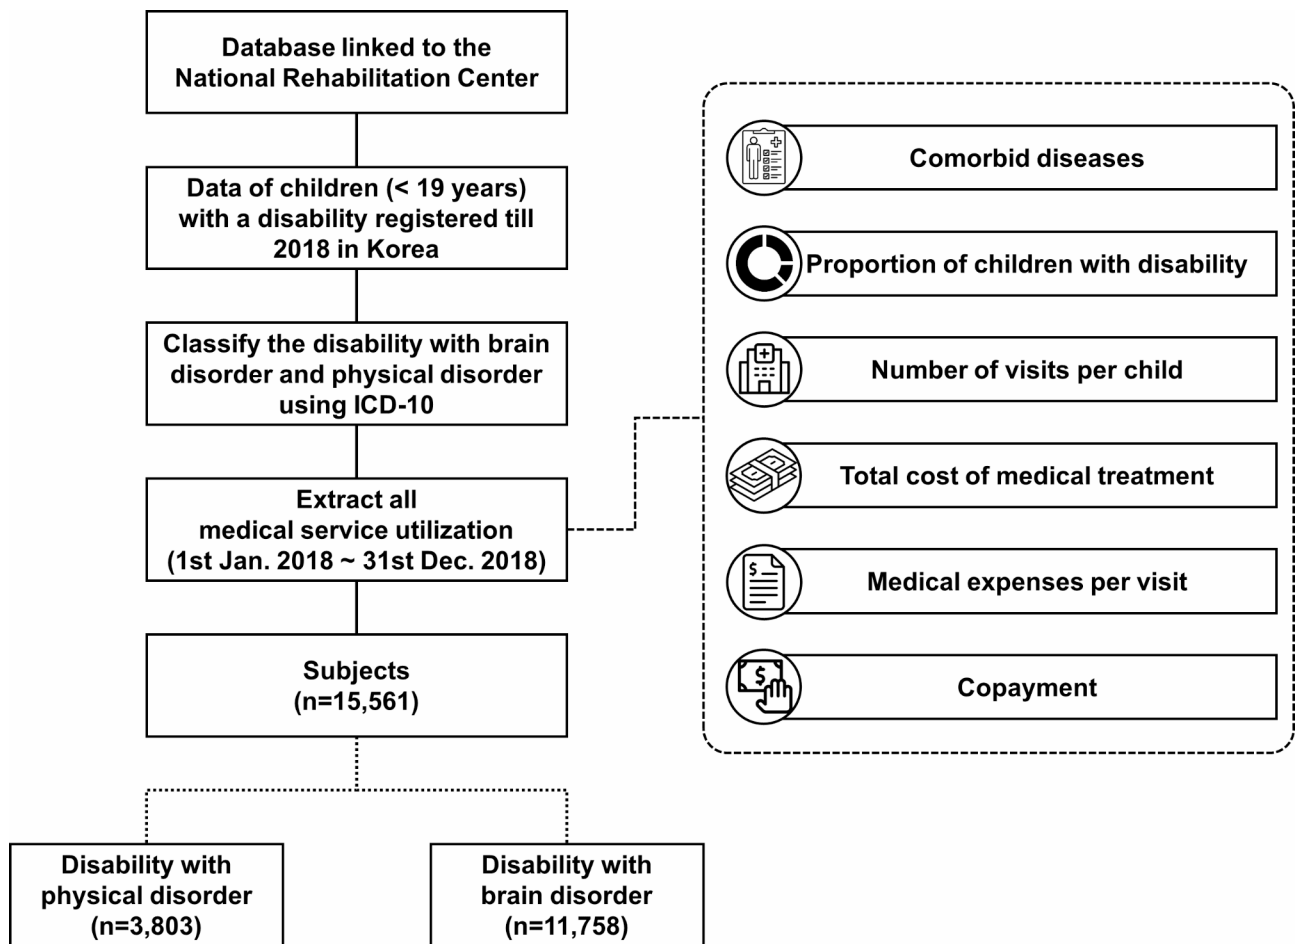 Database linked to the
National Rehabilitation Center
Data of children (< 19 years)
with a disability registered till
2018 in Korea
Classify the disability with brain
disorder and physical disorder
using ICD-10
Extract all
medical service utilization
(1st Jan. 2018 ~ 31st Dec. 2018)
Subjects
(n=15,561)
Disability with
physical disorder
(n=3,803)
Disability with
brain disorder
(n=11,758)
Comorbid diseases
Proportion of children with disability
Number of visits per child
Total cost of medical treatment
$
Medical expenses per visit
$
Copayment